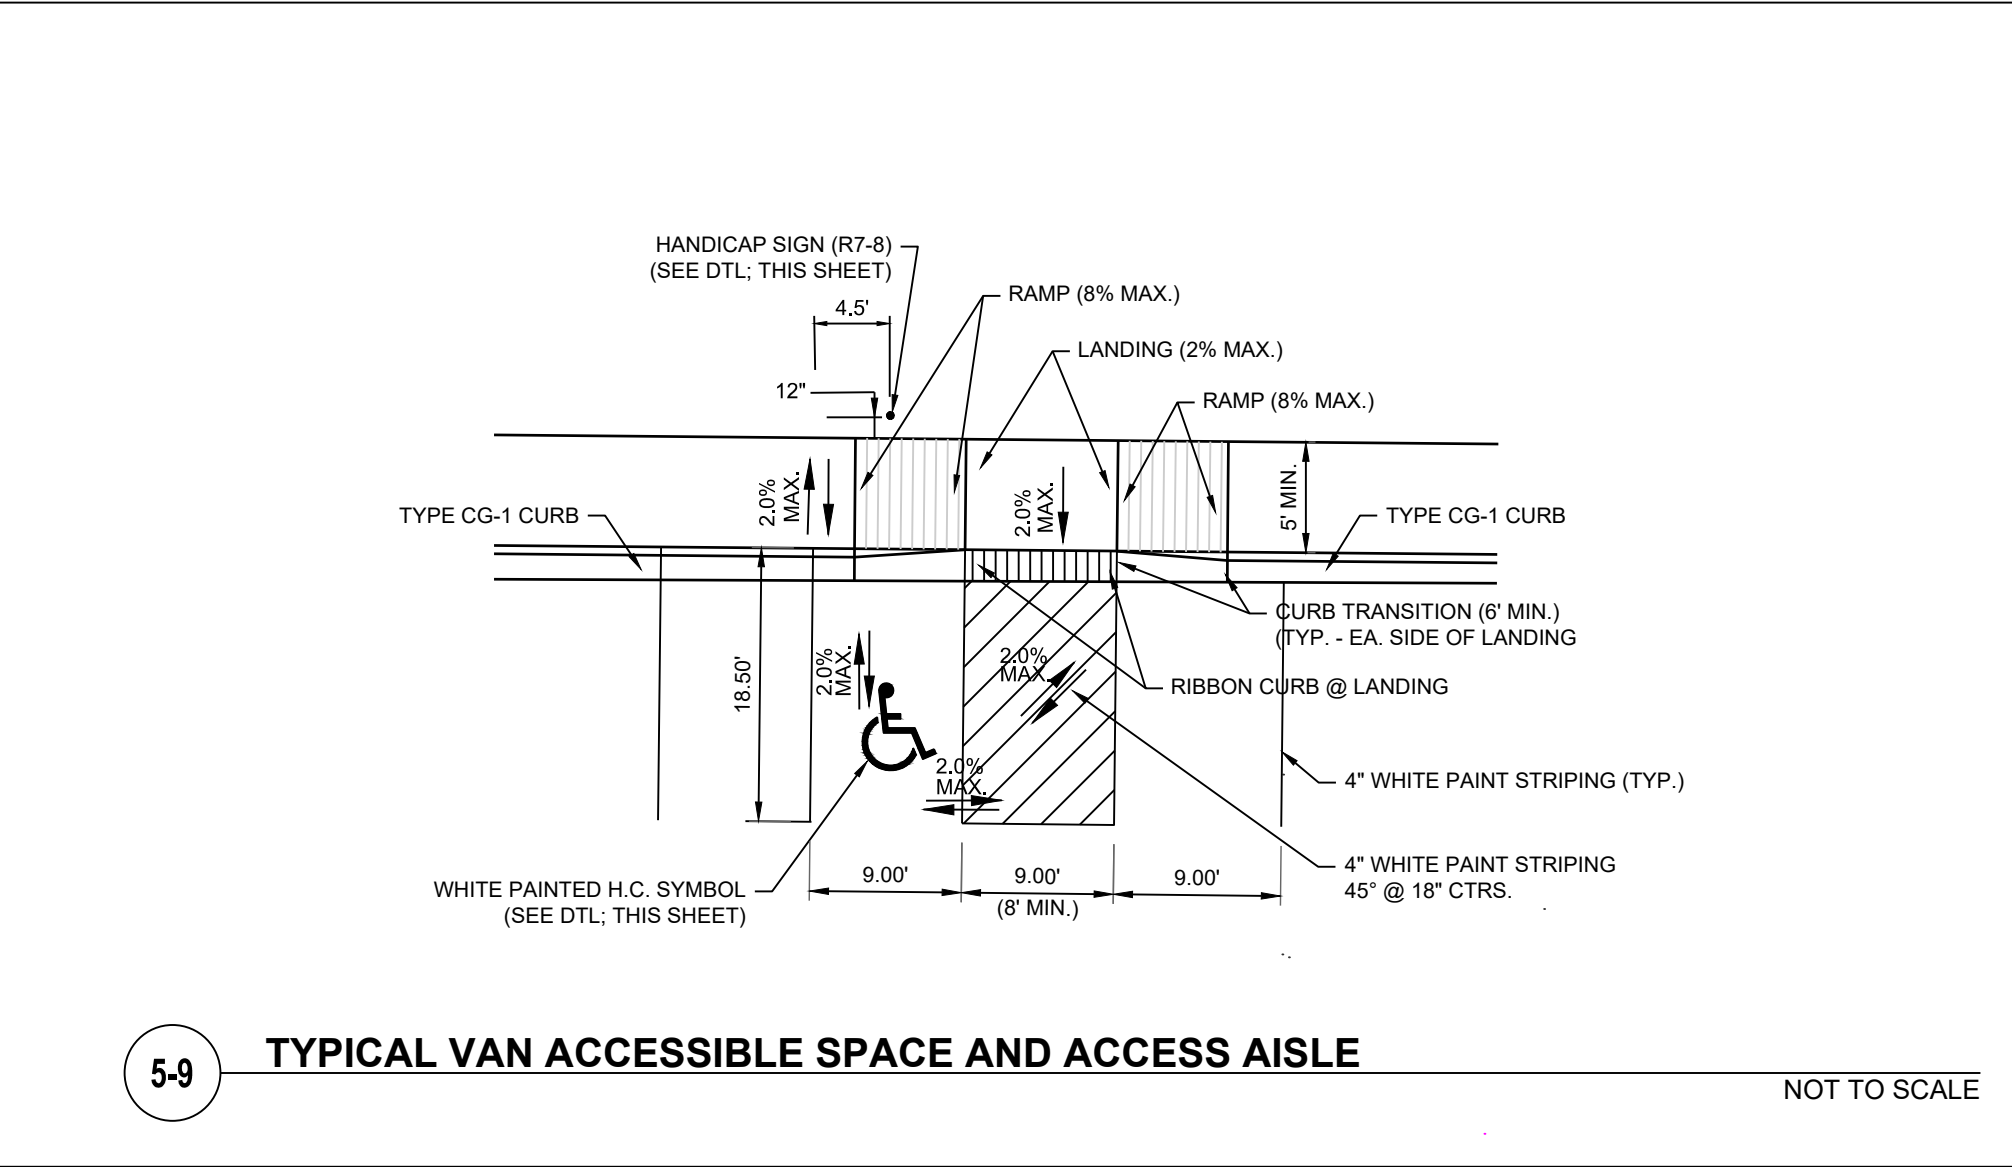 HANDICAP SIGN (R7-8)
(SEE DTL; THIS SHEET)
RAMP (8% MAX.)
4.5'
LANDING (2% MAX.)
12"
RAMP (8% MAX.)
2.0%
MAX.
2.0%
MAX.
5' MIN.
TYPE CG-1 CURB
TYPE CG-1 CURB
CURB TRANSITION (6' MIN.)
(TYP. - EA. SIDE OF LANDING
18.50'
2.0%
MAX.
2.0%
MAX.
RIBBON CURB @ LANDING
2.0%
MAX.
4" WHITE PAINT STRIPING (TYP.)
4" WHITE PAINT STRIPING
45° @ 18" CTRS.
WHITE PAINTED H.C. SYMBOL
(SEE DTL; THIS SHEET)
9.00'
9.00'
9.00'
(8' MIN.)
5-9
TYPICAL VAN ACCESSIBLE SPACE AND ACCESS AISLE
NOT TO SCALE